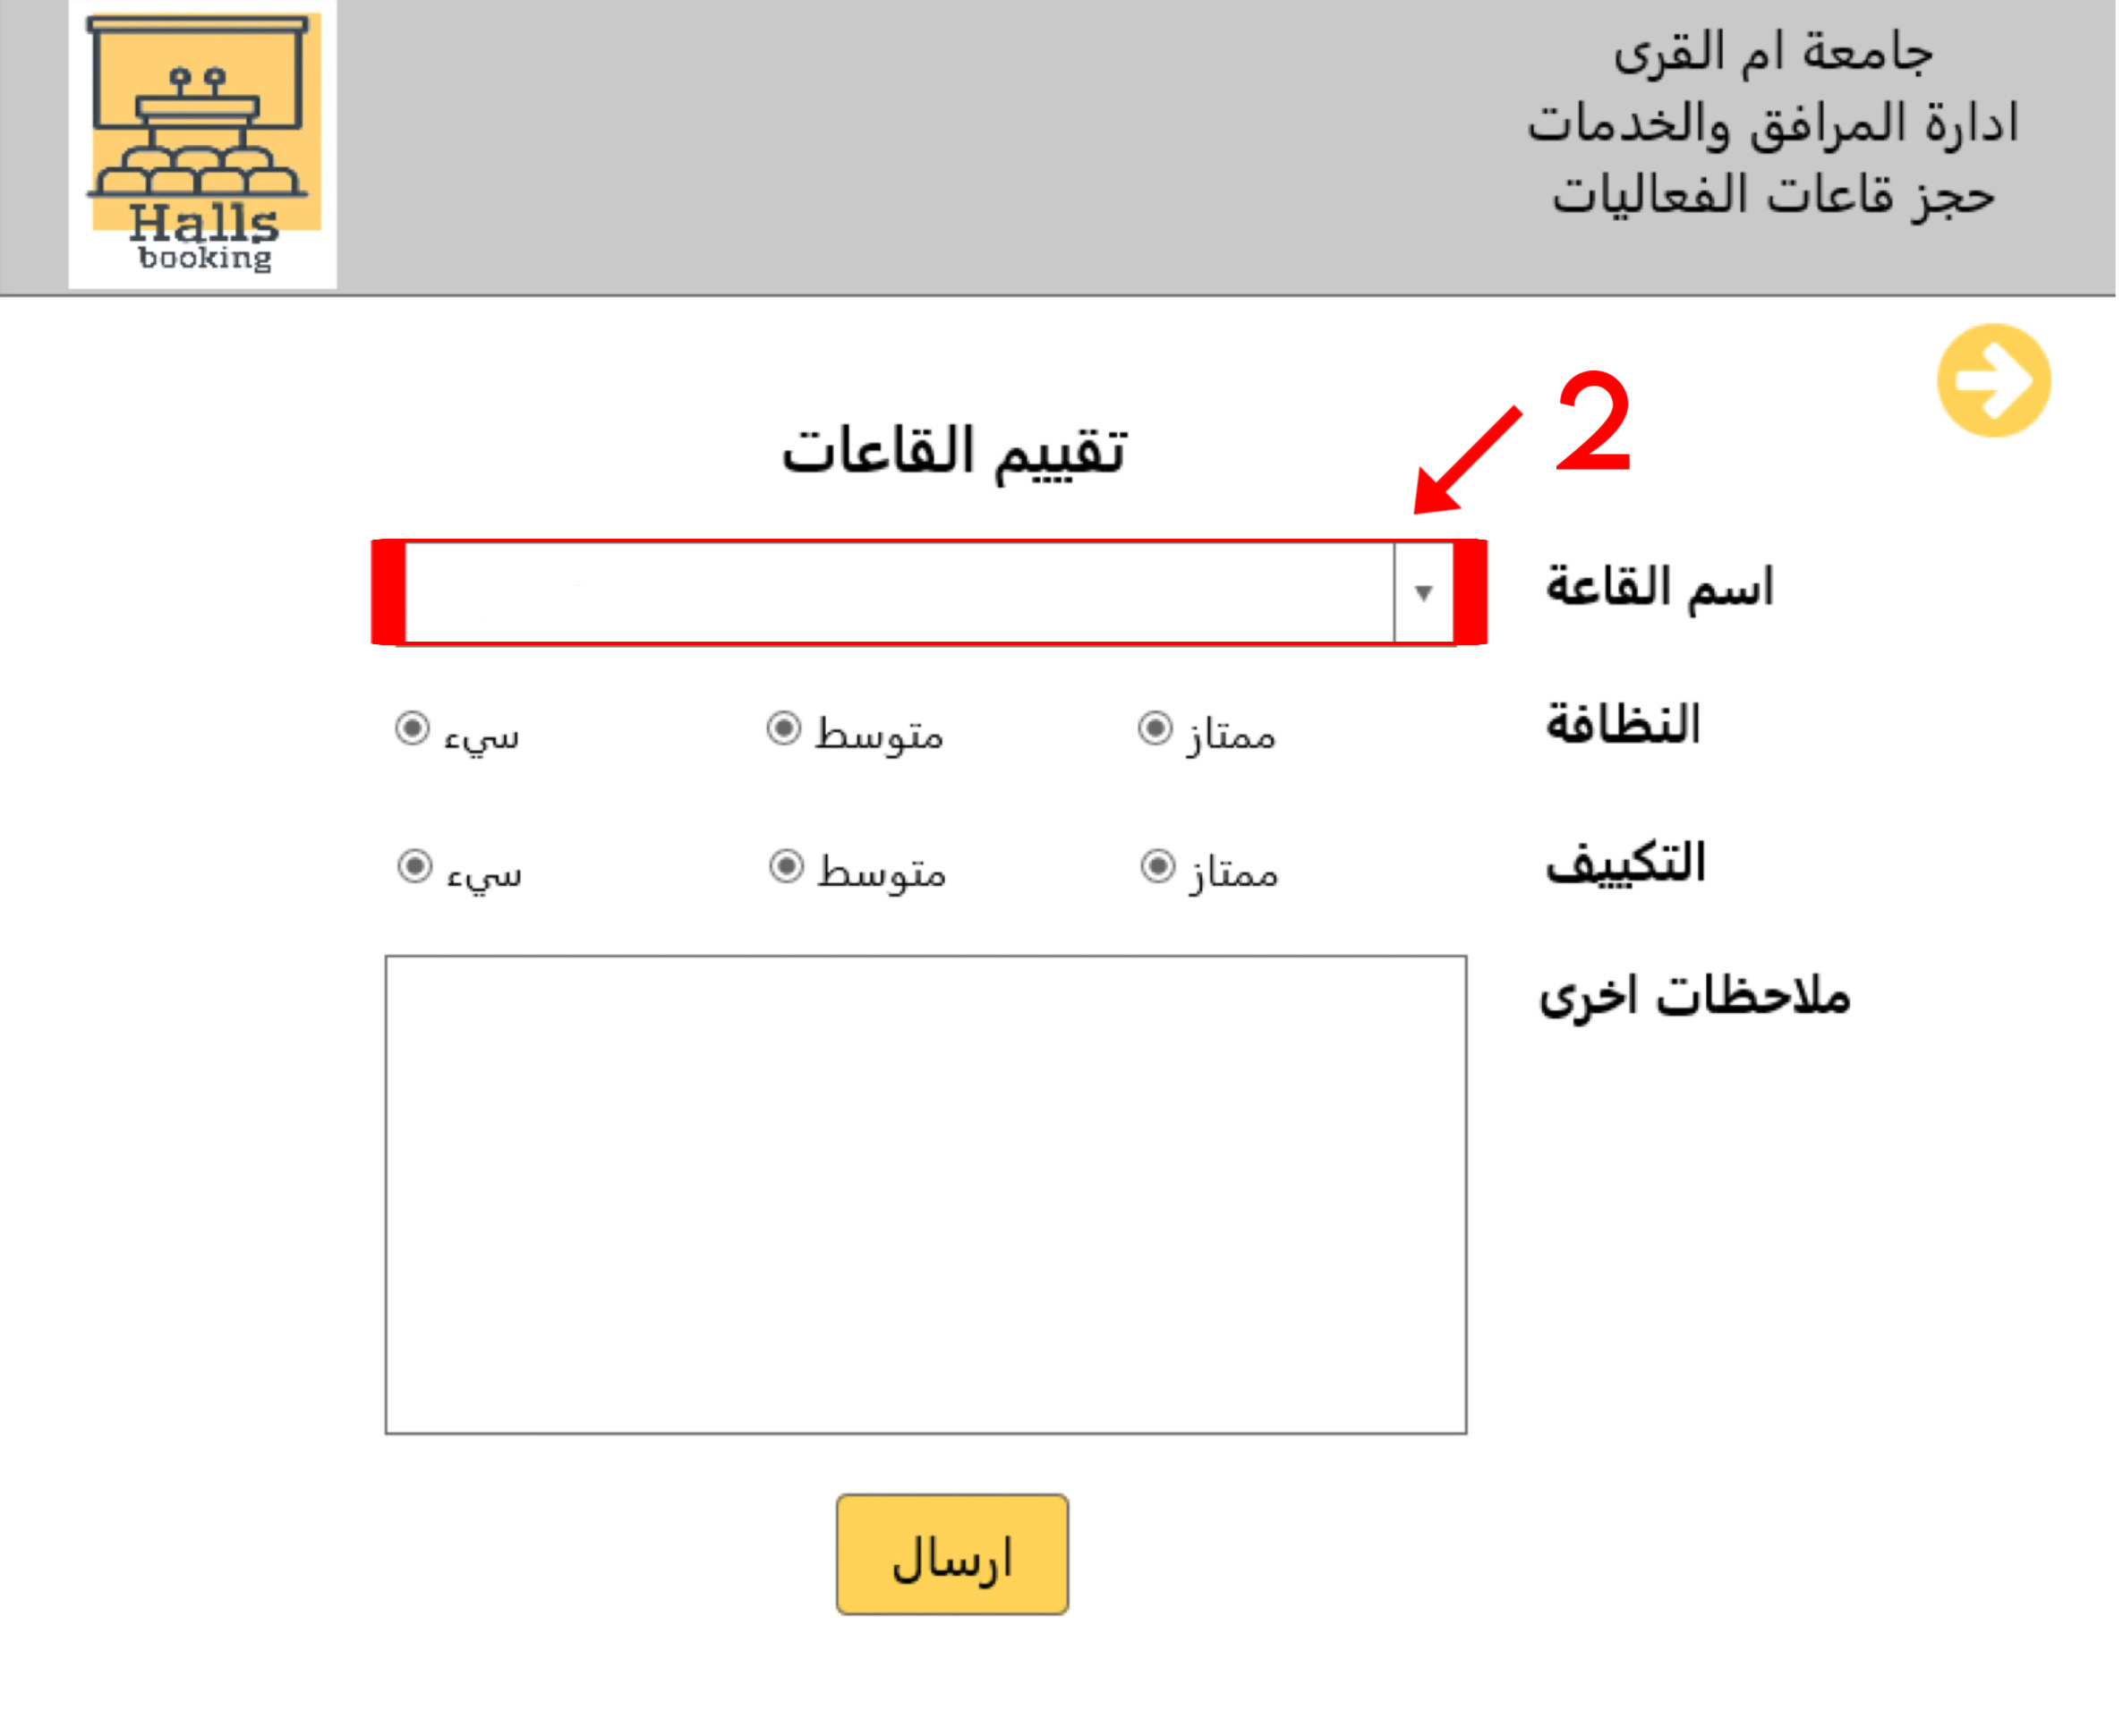 جامعة ام القرى
ادارة المرافق والخدمات
حجز قاعات الفعاليات
Halls
booking
2
تقييم القاعات
اسم القاعة
النظافة ممتاز متوسط سيء
التكييف ممتاز متوسط سيء
ملاحظات اخرى
ارسال